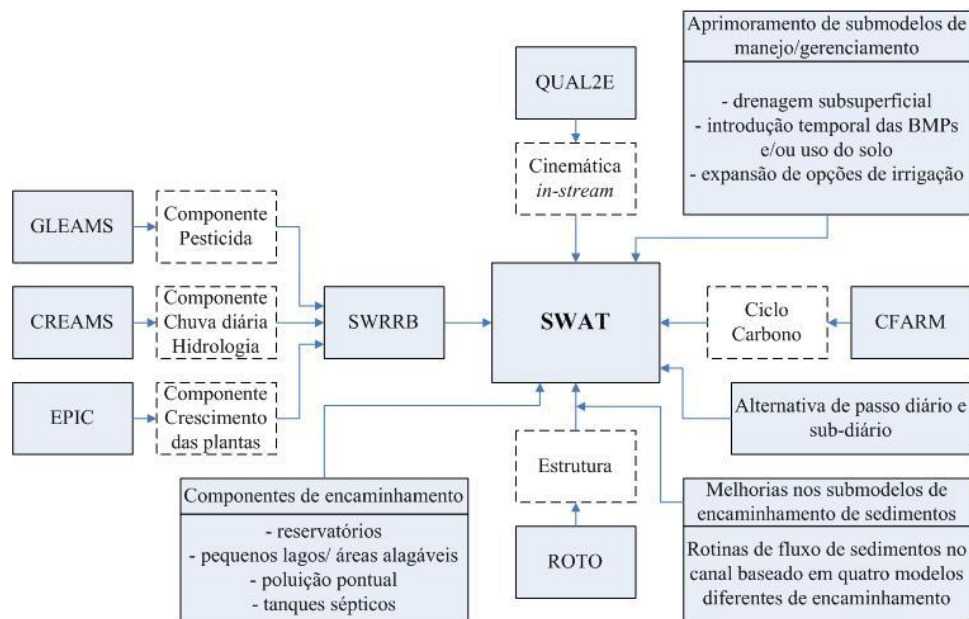 Aprimoramento de submodelos de
manejo/gerenciamento
- drenagem subsuperficial
- introdução temporal das BMPs
e/ou uso do solo
- expansão de opções de irrigação
QUAL2E
Cinemática
in-stream
GLEAMS
Componente
Pesticida
CREAMS
Componente
Chuva diária
Hidrologia
SWRRB
SWAT
Ciclo
Carbono
CFARM
EPIC
Componente
Crescimento
das plantas
Alternativa de passo diário e
sub-diário
Estrutura
ROTO
Componentes de encaminhamento
- reservatórios
- pequenos lagos/ áreas alagáveis
- poluição pontual
- tanques sépticos
Melhorias nos submodelos de
encaminhamento de sedimentos
Rotinas de fluxo de sedimentos no
canal baseado em quatro modelos
diferentes de encaminhamento